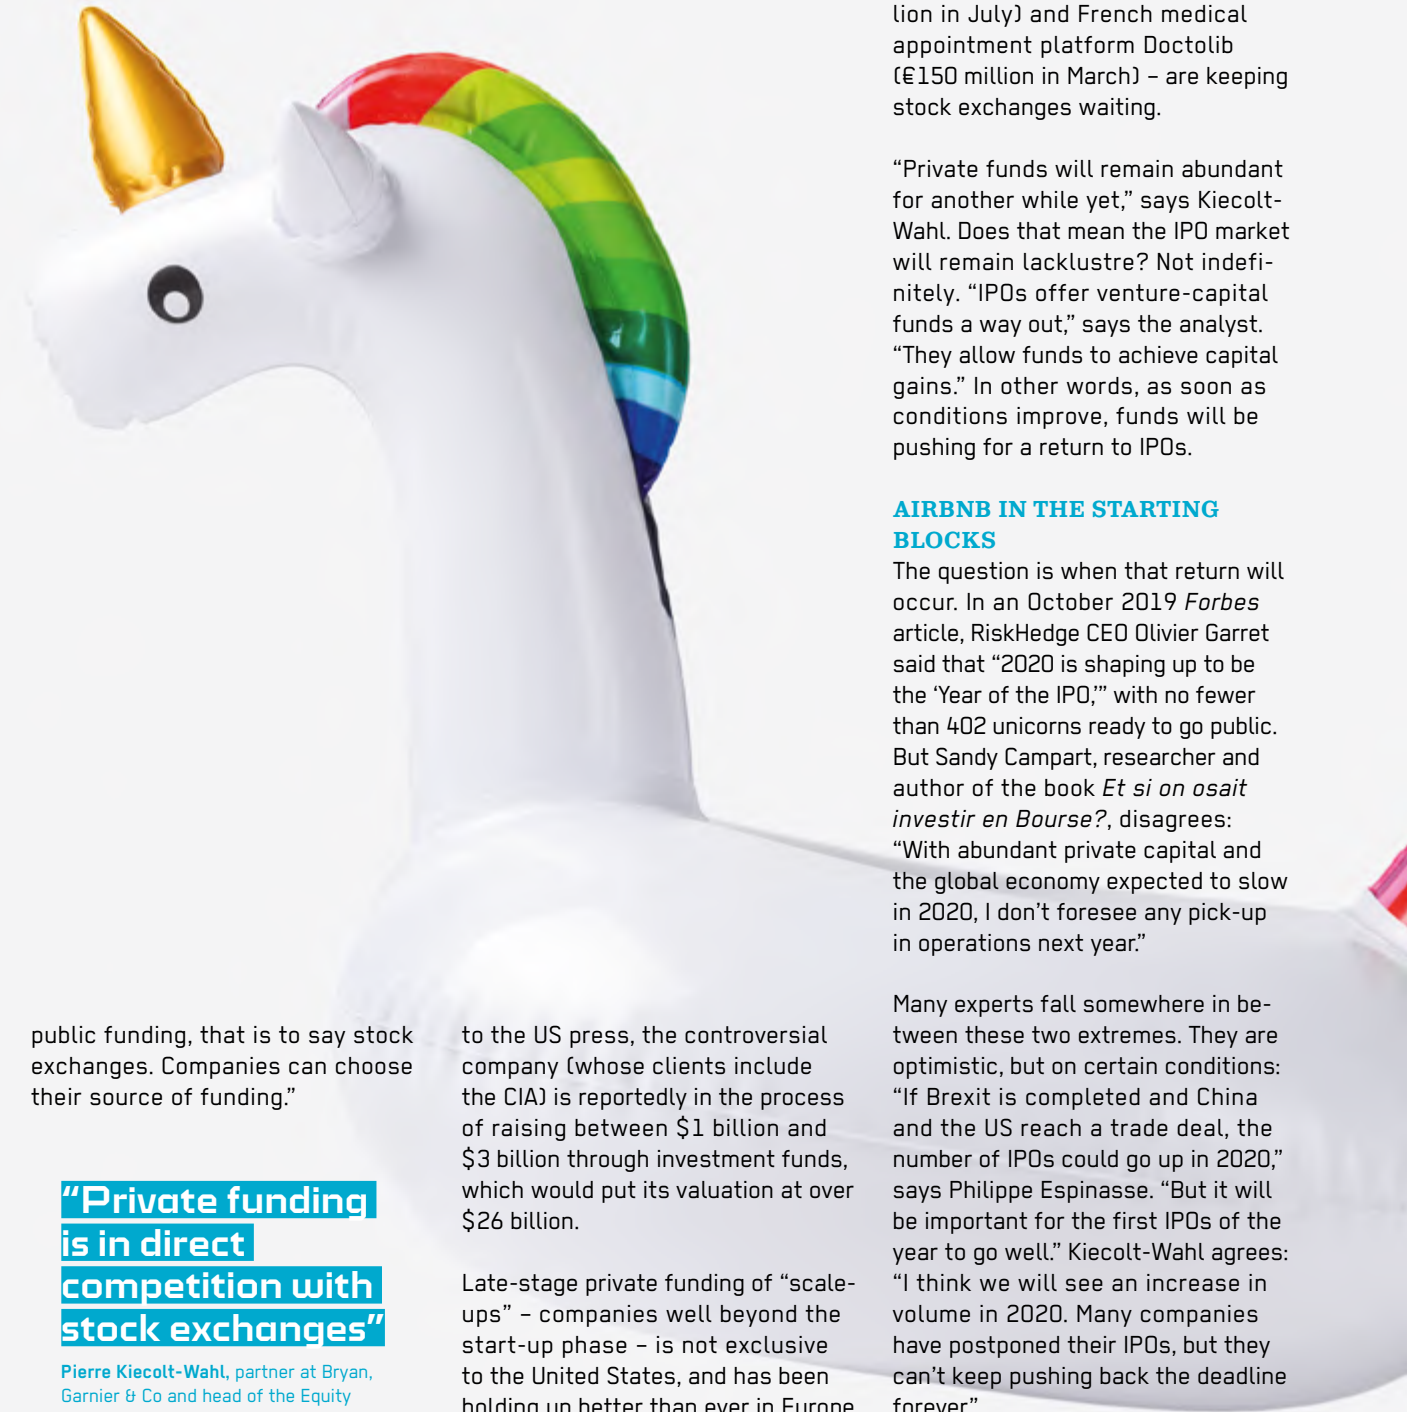 public funding, that is to say stock
exchanges. Companies can choose
their source of funding.”
“Private funding
is in direct
competition with
stock exchanges”
Pierre Kiecolt-Wahl, partner at Bryan,
Garnier & Co and head of the Equity
to the US press, the controversial
company (whose clients include
the CIA) is reportedly in the process
of raising between $1 billion and
$3 billion through investment funds,
which would put its valuation at over
$26 billion.
Late-stage private funding of “scale-
ups” – companies well beyond the
start-up phase – is not exclusive
to the United States, and has been
holding up better than ever in Europe
lion in July) and French medical
appointment platform Doctolib
(€150 million in March) – are keeping
stock exchanges waiting.
“Private funds will remain abundant
for another while yet,” says Kiecolt-
Wahl. Does that mean the IPO market
will remain lacklustre? Not indefi-
nitely. “IPOs offer venture-capital
funds a way out,” says the analyst.
“They allow funds to achieve capital
gains.” In other words, as soon as
conditions improve, funds will be
pushing for a return to IPOs.
AIRBNB IN THE STARTING
BLOCKS
The question is when that return will
occur. In an October 2019 Forbes
article, RiskHedge CEO Olivier Garret
said that “2020 is shaping up to be
the ‘Year of the IPO,’” with no fewer
than 402 unicorns ready to go public.
But Sandy Campart, researcher and
author of the book Et si on osait
investir en Bourse?, disagrees:
“With abundant private capital and
the global economy expected to slow
in 2020, I don’t foresee any pick-up
in operations next year.”
Many experts fall somewhere in be-
tween these two extremes. They are
optimistic, but on certain conditions:
“If Brexit is completed and China
and the US reach a trade deal, the
number of IPOs could go up in 2020,”
says Philippe Espinasse. “But it will
be important for the first IPOs of the
year to go well.” Kiecolt-Wahl agrees:
“I think we will see an increase in
volume in 2020. Many companies
have postponed their IPOs, but they
can’t keep pushing back the deadline
forever.”